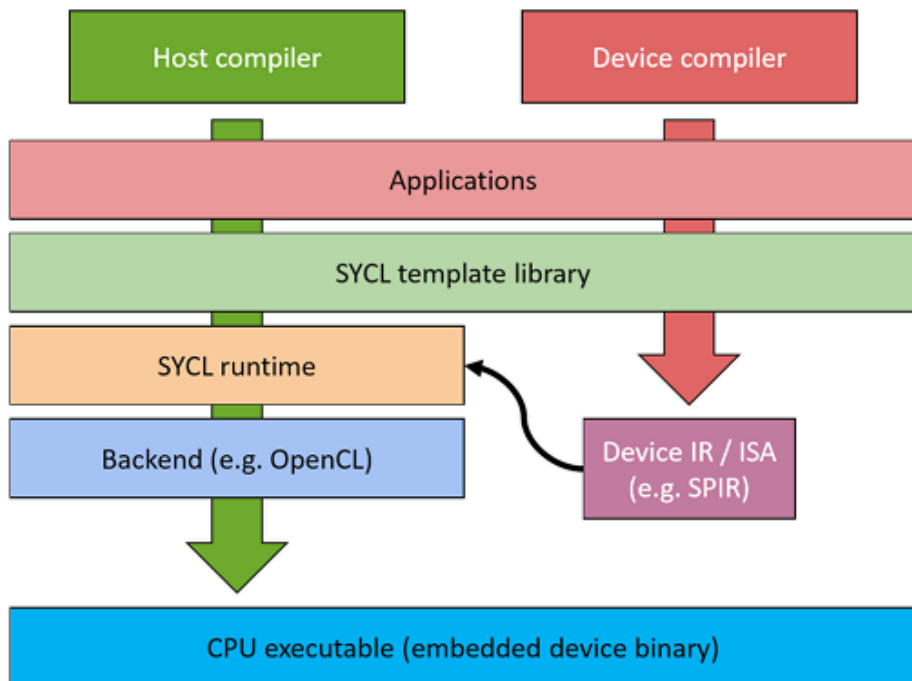 Host compiler
Device compiler
Applications
SYCL template library
SYCL runtime
Backend (e.g. OpenCL)
Device IR / ISA
(e.g. SPIR)
CPU executable (embedded device binary)